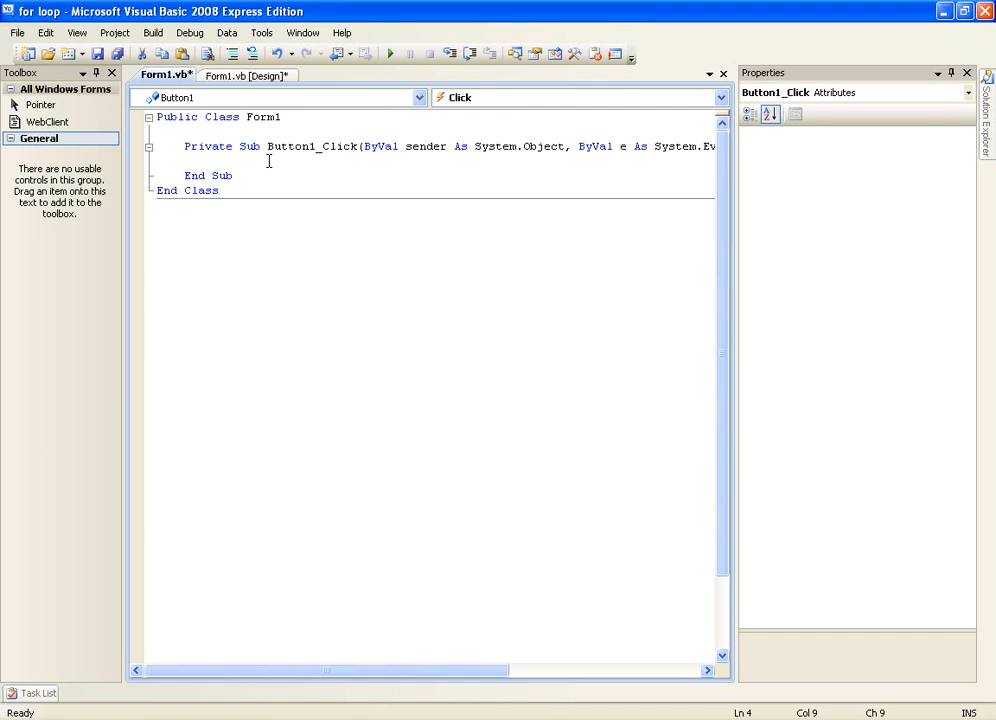 for loop - Microsoft Visual Basic 2008 Express Edition
File Edit View Project Build Debug Data Tools Window Help
Toolbox
Form1.vb* Form1.vb [Design]*
Properties
All Windows Forms
Pointer
WebClient
General
There are no usable
controls in this group.
Drag an item onto this
text to add it to the
toolbox.
Button1 Click
Public Class Form1
Private Sub Button1_Click(ByVal sender As System.Object, ByVal e As System.Ev
End Sub
End Class
Button1_Click Attributes
Solution Explorer
Task List
Ready Ln 4 Col 9 Ch 9 INS